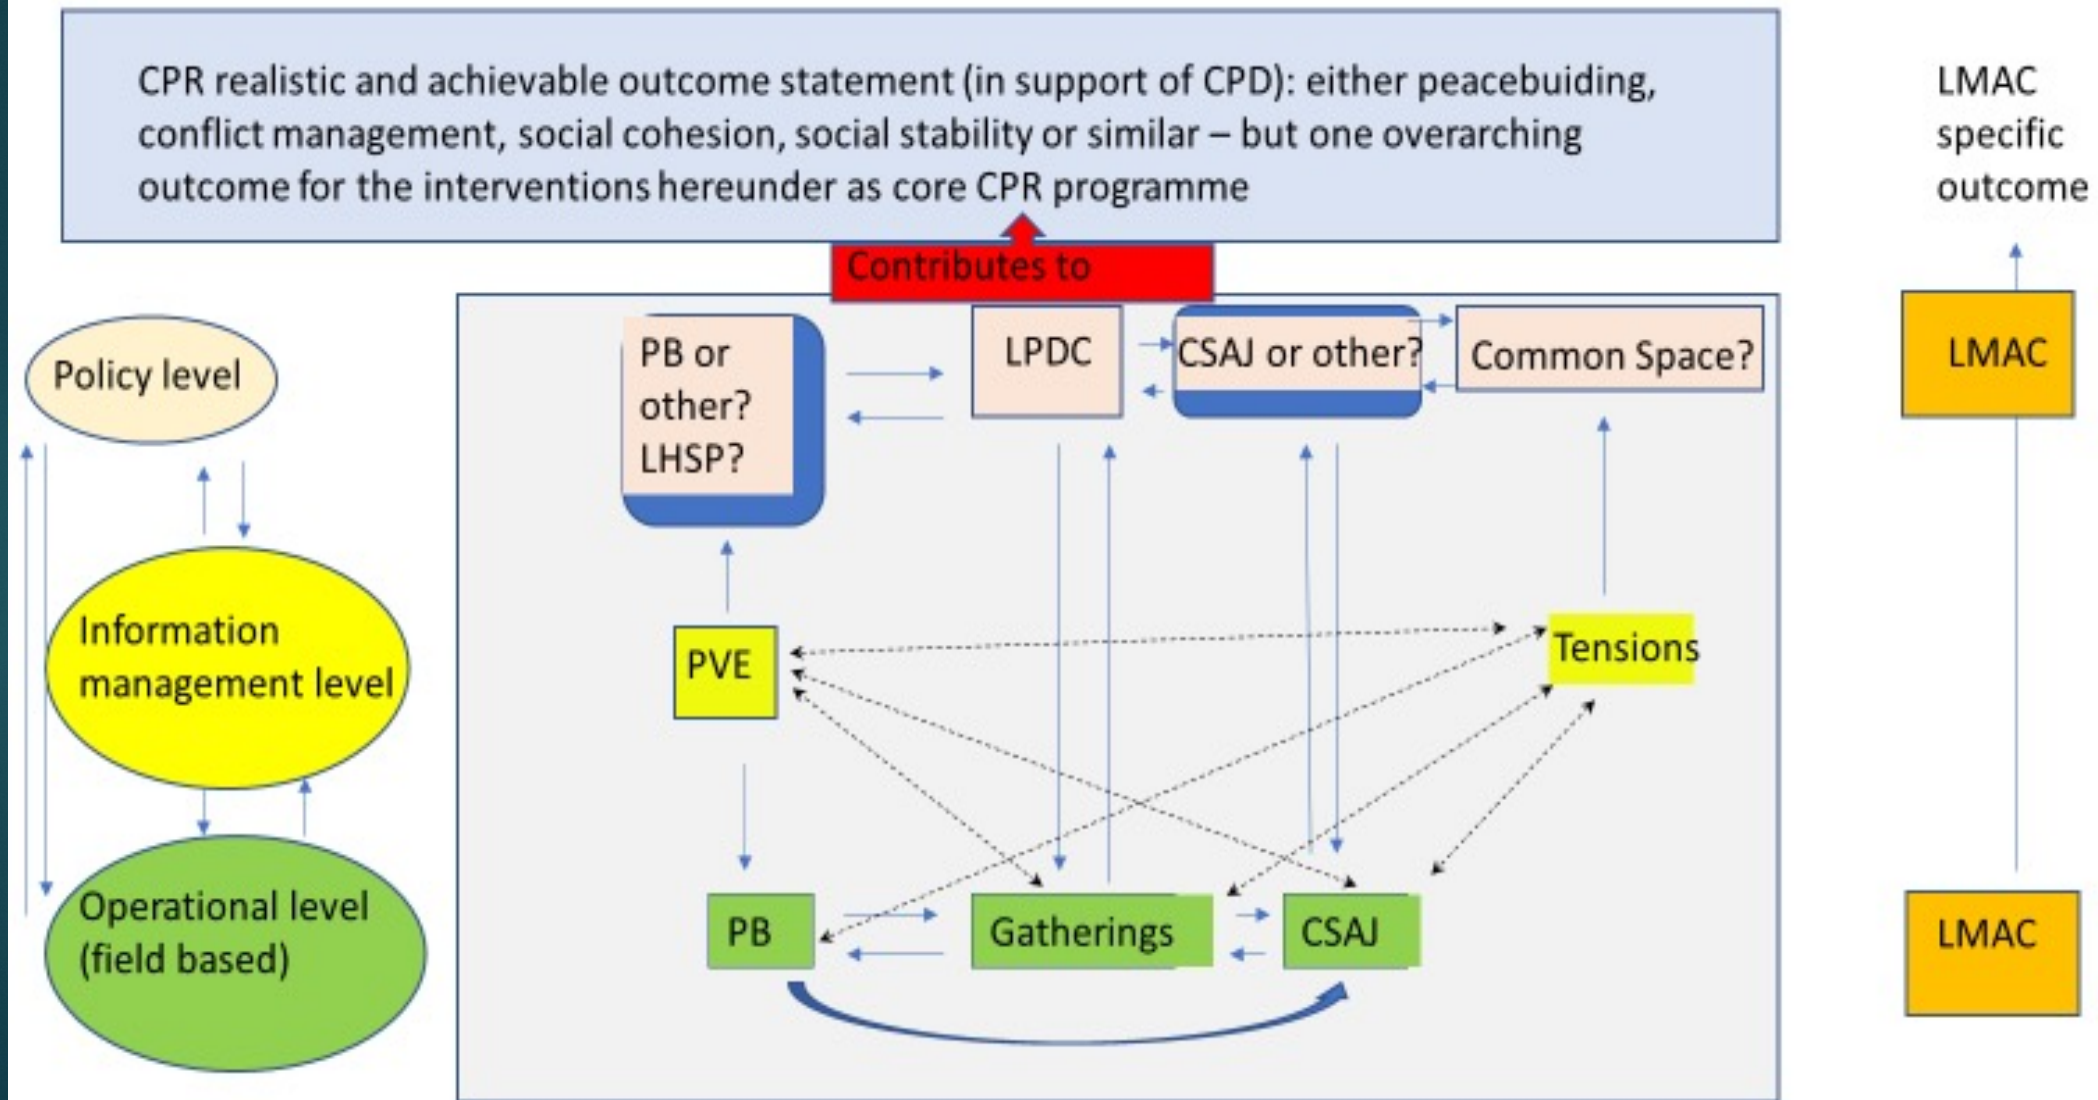 CPR realistic and achievable outcome statement (in support of CPD): either peacebuiding,
conflict management, social cohesion, social stability or similar – but one overarching
outcome for the interventions hereunder as core CPR programme
LMAC
specific
outcome
Contributes to
Policy level
PB or
other?
LHSP?
LPDC
CSAJ or other?
Common Space?
LMAC
Information
management level
PVE
Tensions
Operational level
(field based)
PB
Gatherings
CSAJ
LMAC